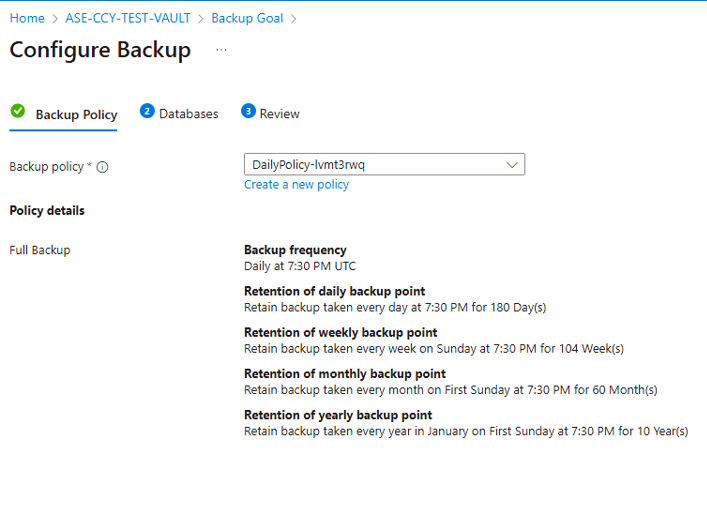 Home > ASE-CCY-TEST-VAULT > Backup Goal >
Configure Backup ...
Backup Policy 2 Databases 3 Review
Backup policy * DailyPolicy-lvmt3rwq
Create a new policy
Policy details
Full Backup
Backup frequency
Daily at 7:30 PM UTC
Retention of daily backup point
Retain backup taken every day at 7:30 PM for 180 Day(s)
Retention of weekly backup point
Retain backup taken every week on Sunday at 7:30 PM for 104 Week(s)
Retention of monthly backup point
Retain backup taken every month on First Sunday at 7:30 PM for 60 Month(s)
Retention of yearly backup point
Retain backup taken every year in January on First Sunday at 7:30 PM for 10 Year(s)